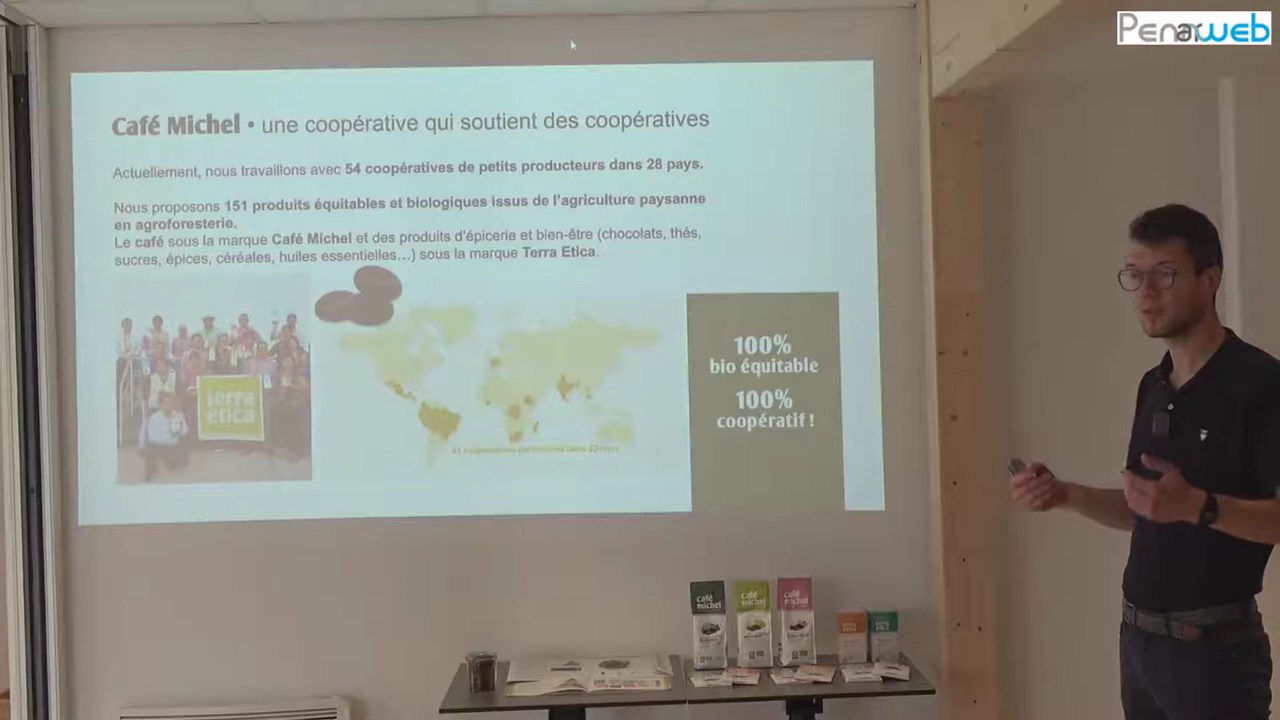 Penarweb
Café Michel • une coopérative qui soutient des coopératives
Actuellement, nous travaillons avec 54 coopératives de petits producteurs dans 28 pays.
Nous proposons 151 produits équitables et biologiques issus de l'agriculture paysanne
en agroforesterie.
Le café sous la marque Café Michel et des produits d'épicerie et bien-être (chocolats, thés,
sucres, épices, céréales, huiles essentielles…) sous la marque Terra Etica.
terra
etica
100%
bio équitable
100%
coopératif !
café
michel
café
michel
café
michel